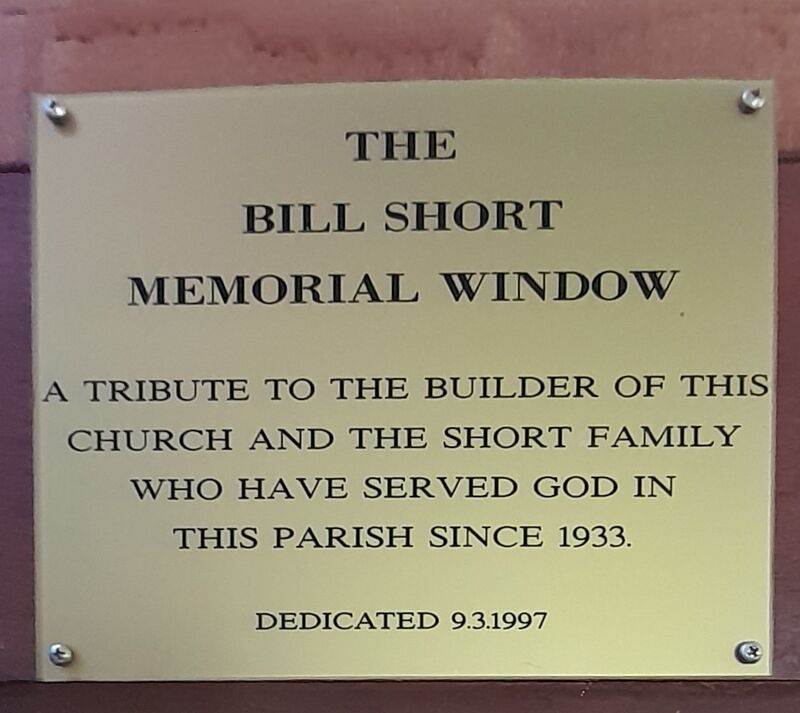 THE
BILL SHORT
MEMORIAL WINDOW
A TRIBUTE TO THE BUILDER OF THIS
CHURCH AND THE SHORT FAMILY
WHO HAVE SERVED GOD IN
THIS PARISH SINCE 1933.
DEDICATED 9.3.1997